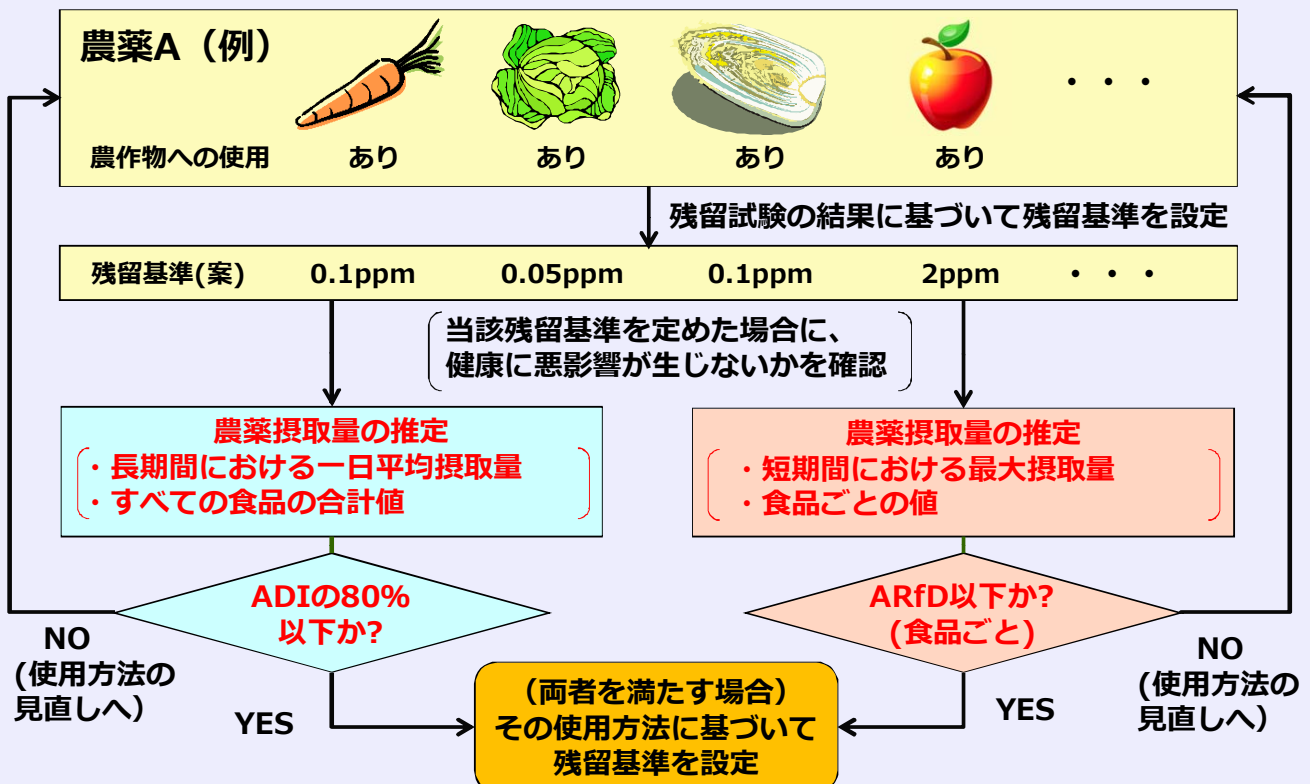 農薬A（例）
・・・
農作物への使用 あり あり あり あり
残留試験の結果に基づいて残留基準を設定
残留基準(案) 0.1ppm 0.05ppm 0.1ppm 2ppm ・・・
当該残留基準を定めた場合に、
健康に悪影響が生じないかを確認
農薬摂取量の推定
・長期間における一日平均摂取量
・すべての食品の合計値
農薬摂取量の推定
・短期間における最大摂取量
・食品ごとの値
ADIの80%
以下か?
ARfD以下か?
(食品ごと)
NO
(使用方法の
見直しへ）
YES
（両者を満たす場合）
その使用方法に基づいて
残留基準を設定
YES
NO
(使用方法の
見直しへ）